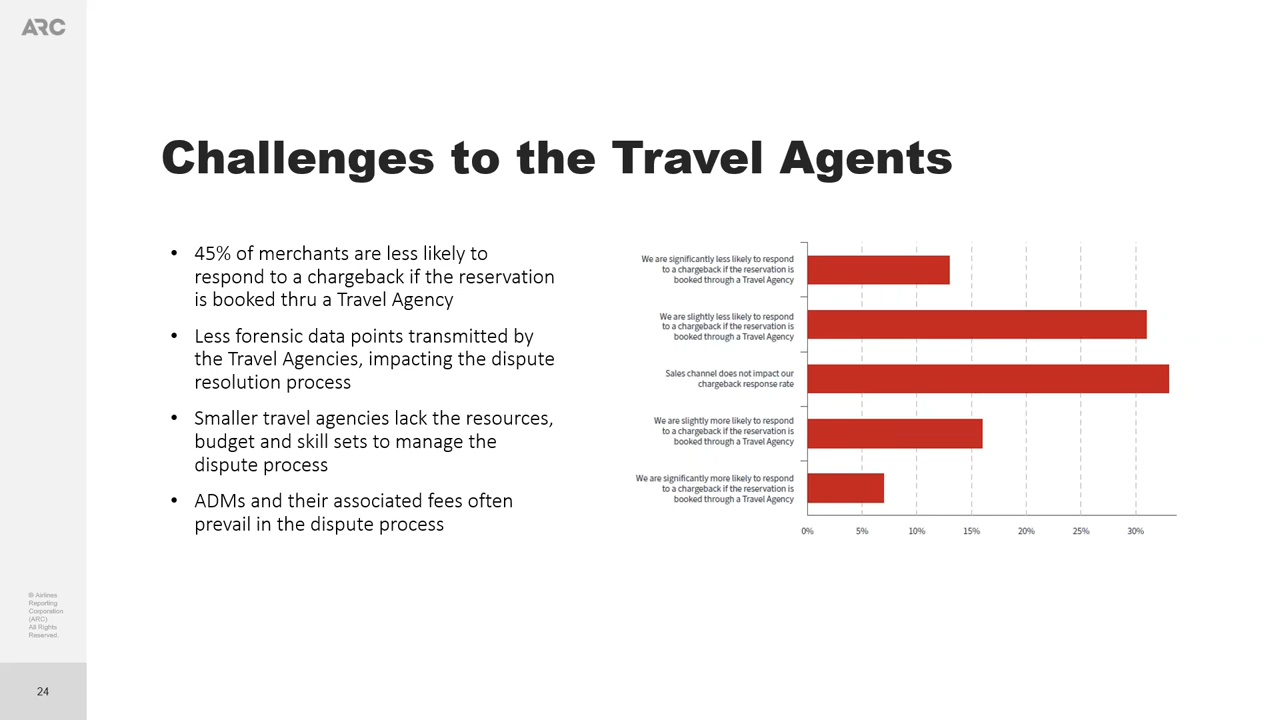 ARC
Challenges to the Travel Agents
• 45% of merchants are less likely to
respond to a chargeback if the reservation
is booked thru a Travel Agency
• Less forensic data points transmitted by
the Travel Agencies, impacting the dispute
resolution process
• Smaller travel agencies lack the resources,
budget and skill sets to manage the
dispute process
• ADMs and their associated fees often
prevail in the dispute process
We are significantly less likely to respond
to a chargeback if the reservation is
booked through a Travel Agency
We are slightly less likely to respond
to a chargeback if the reservation is
booked through a Travel Agency
Sales channel does not impact our
chargeback response rate
We are slightly more likely to respond
to a chargeback if the reservation is
booked through a Travel Agency
We are significantly more likely to respond
to a chargeback if the reservation is
booked through a Travel Agency
0% 5% 10% 15% 20% 25% 30%
© Airlines
Reporting
Corporation
(ARC)
All Rights
Reserved.
24